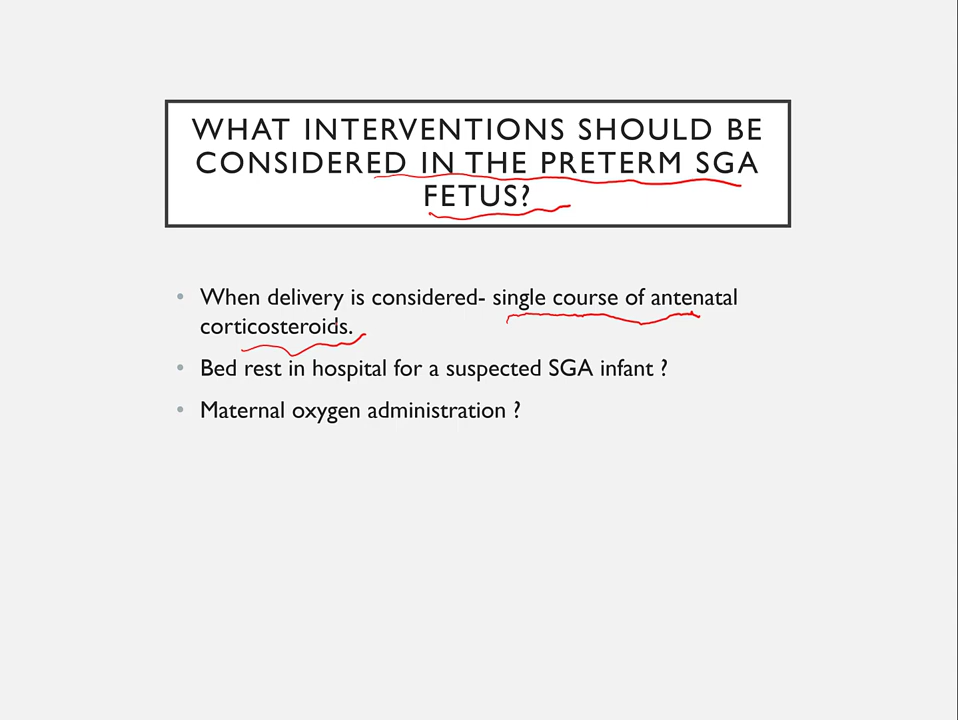 WHAT INTERVENTIONS SHOULD BE
CONSIDERED IN THE PRETERM SGA
FETUS?
• When delivery is considered- single course of antenatal
corticosteroids.
• Bed rest in hospital for a suspected SGA infant ?
• Maternal oxygen administration ?